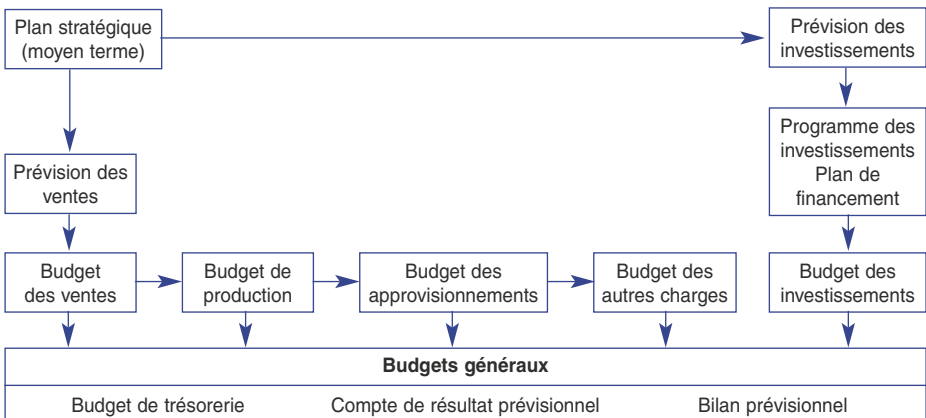 Plan stratégique
(moyen terme)
Prévision des
investissements
Programme des
investissements
Plan de
financement
Prévision des
ventes
Budget
des ventes
Budget de
production
Budget des
approvisionnements
Budget des
autres charges
Budget des
investissements
Budgets généraux
Budget de trésorerie
Compte de résultat prévisionnel
Bilan prévisionnel